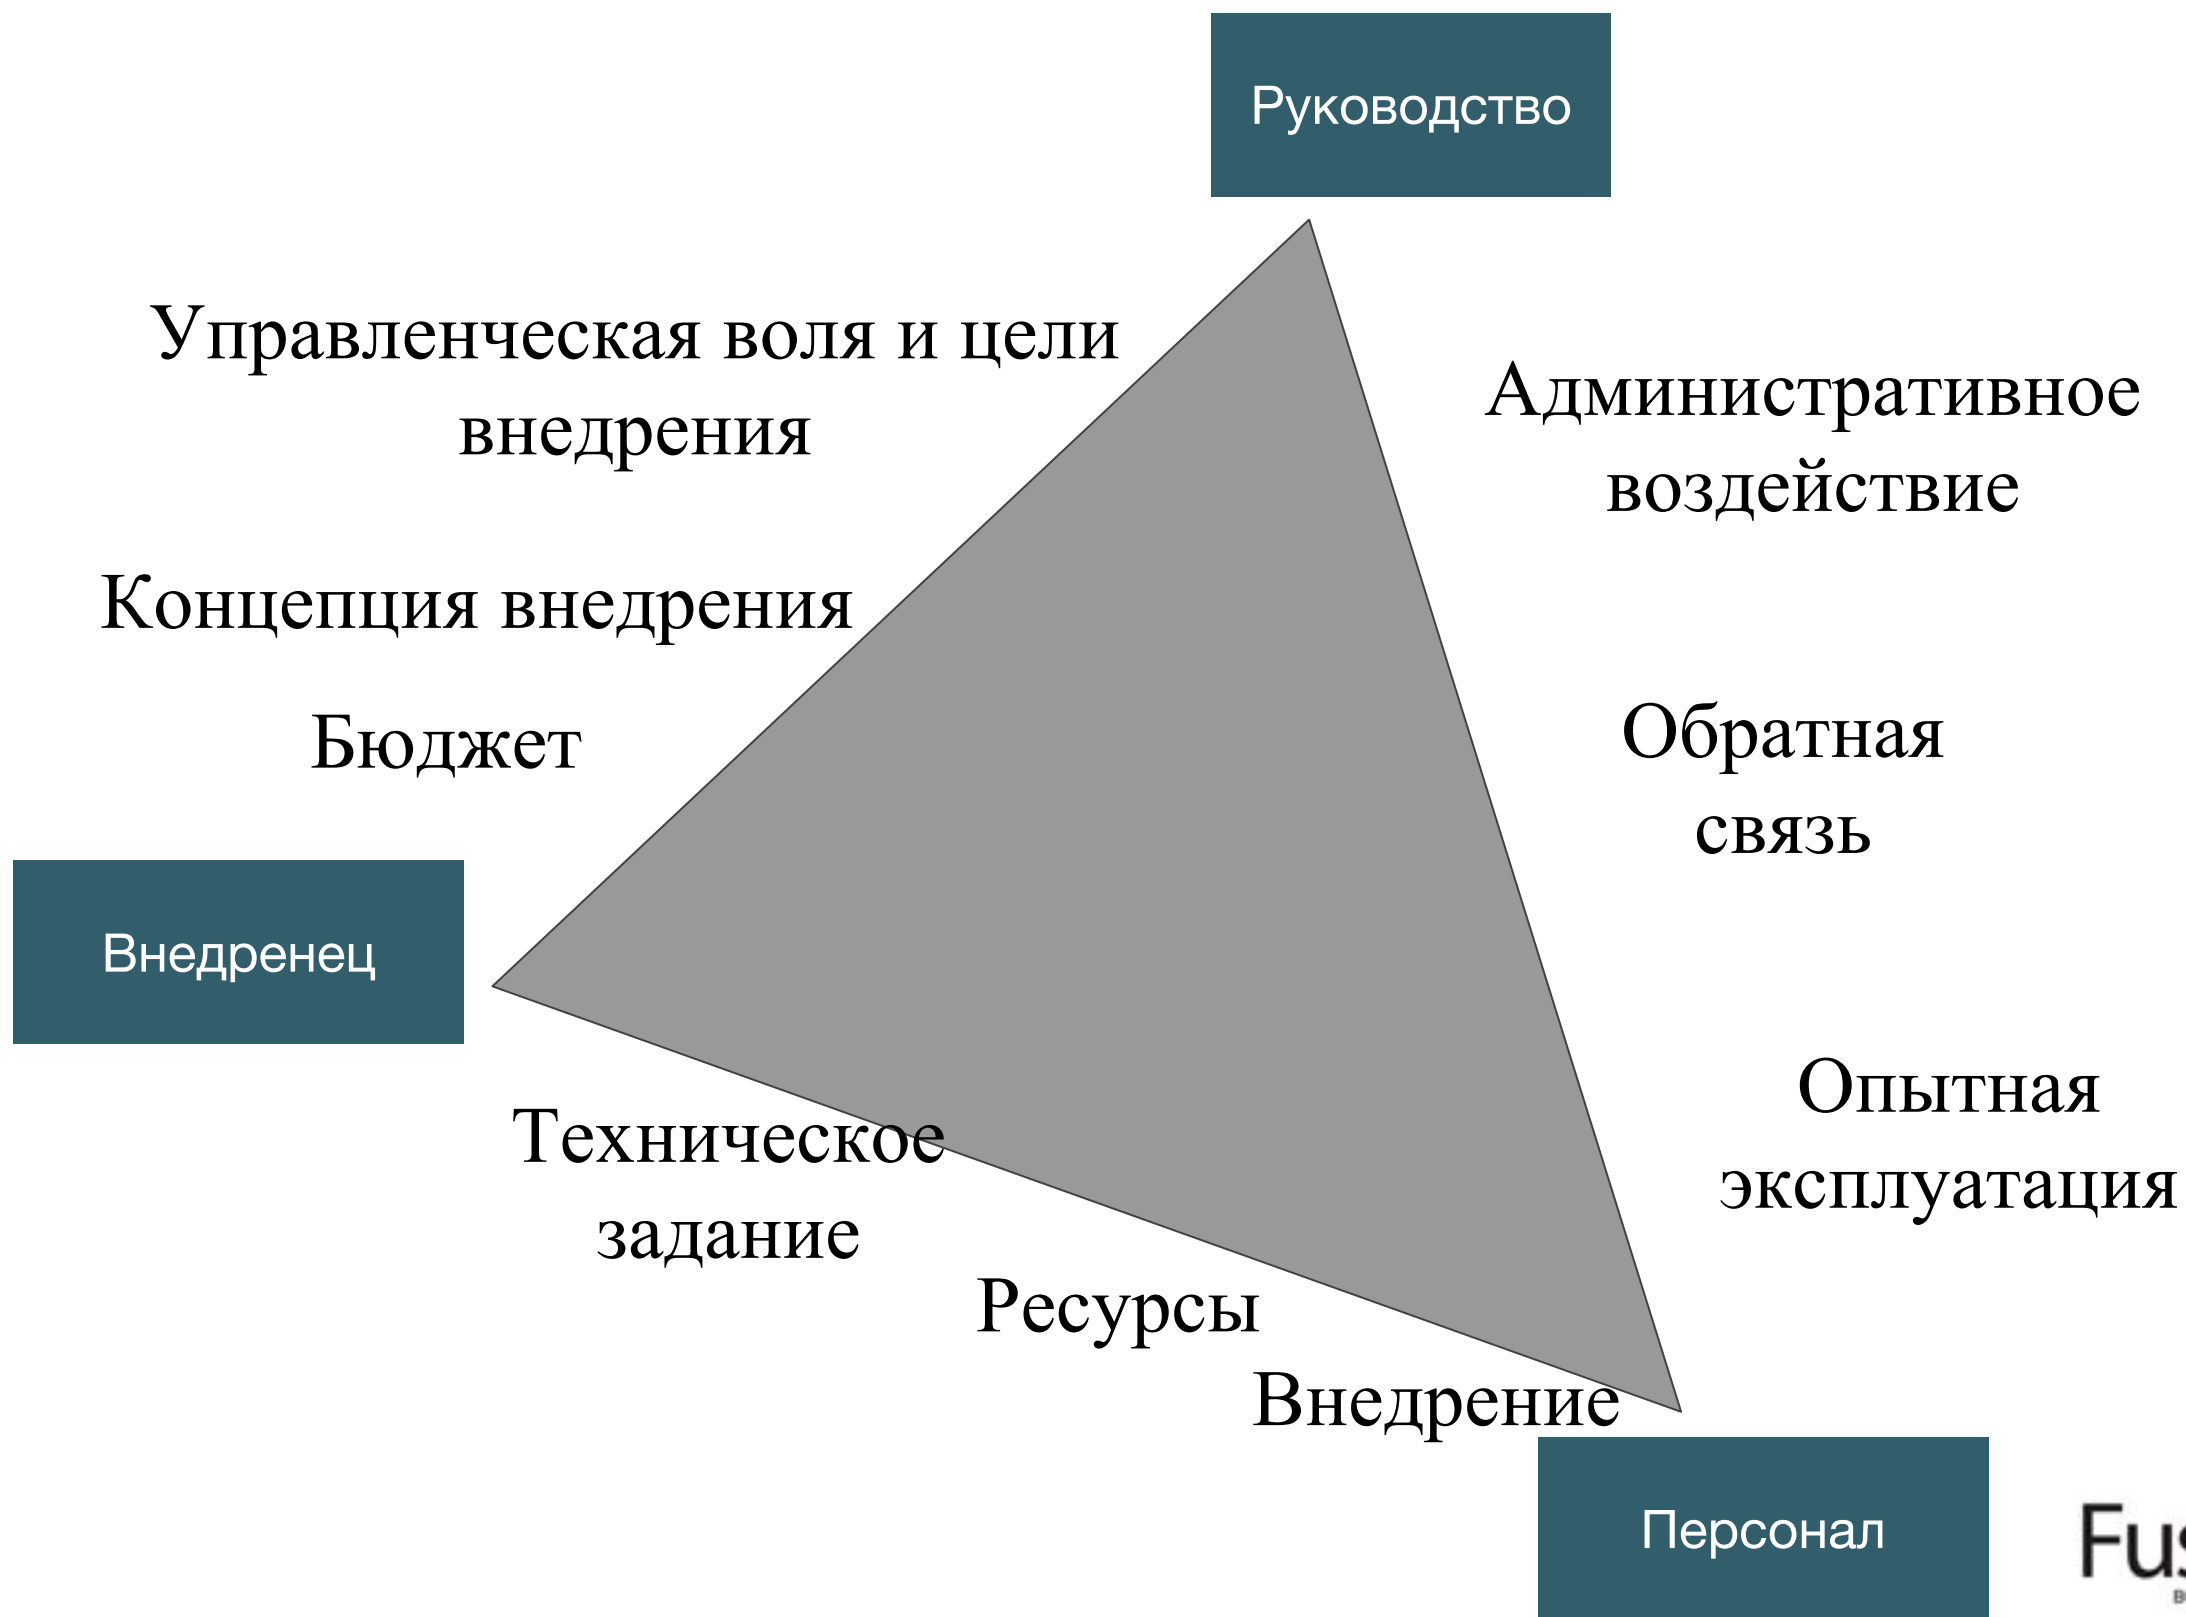 Руководство
Управленческая воля и цели
внедрения
Административное
воздействие
Концепция внедрения
Бюджет
Обратная
связь
Внедренец
Опытная
эксплуатация
Техническое
задание
Ресурсы
Внедрение
Персонал